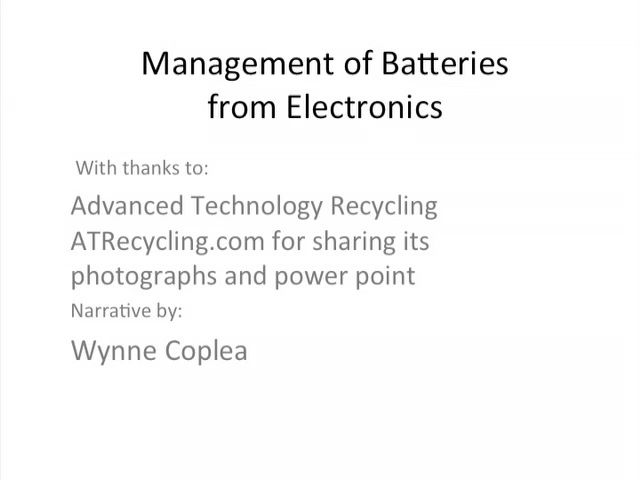 Management of Batteries
from Electronics
With thanks to:
Advanced Technology Recycling
ATRecycling.com for sharing its
photographs and power point
Narrative by:
Wynne Coplea